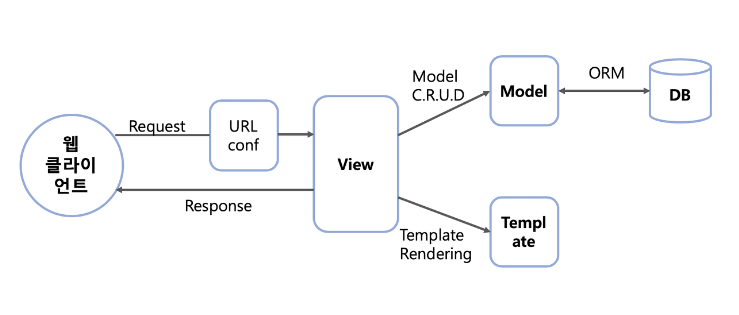 웹
클라이
언트
Request
URL
conf
Response
View
Model
C.R.U.D
Model
ORM
DB
Template
Rendering
Templ
ate